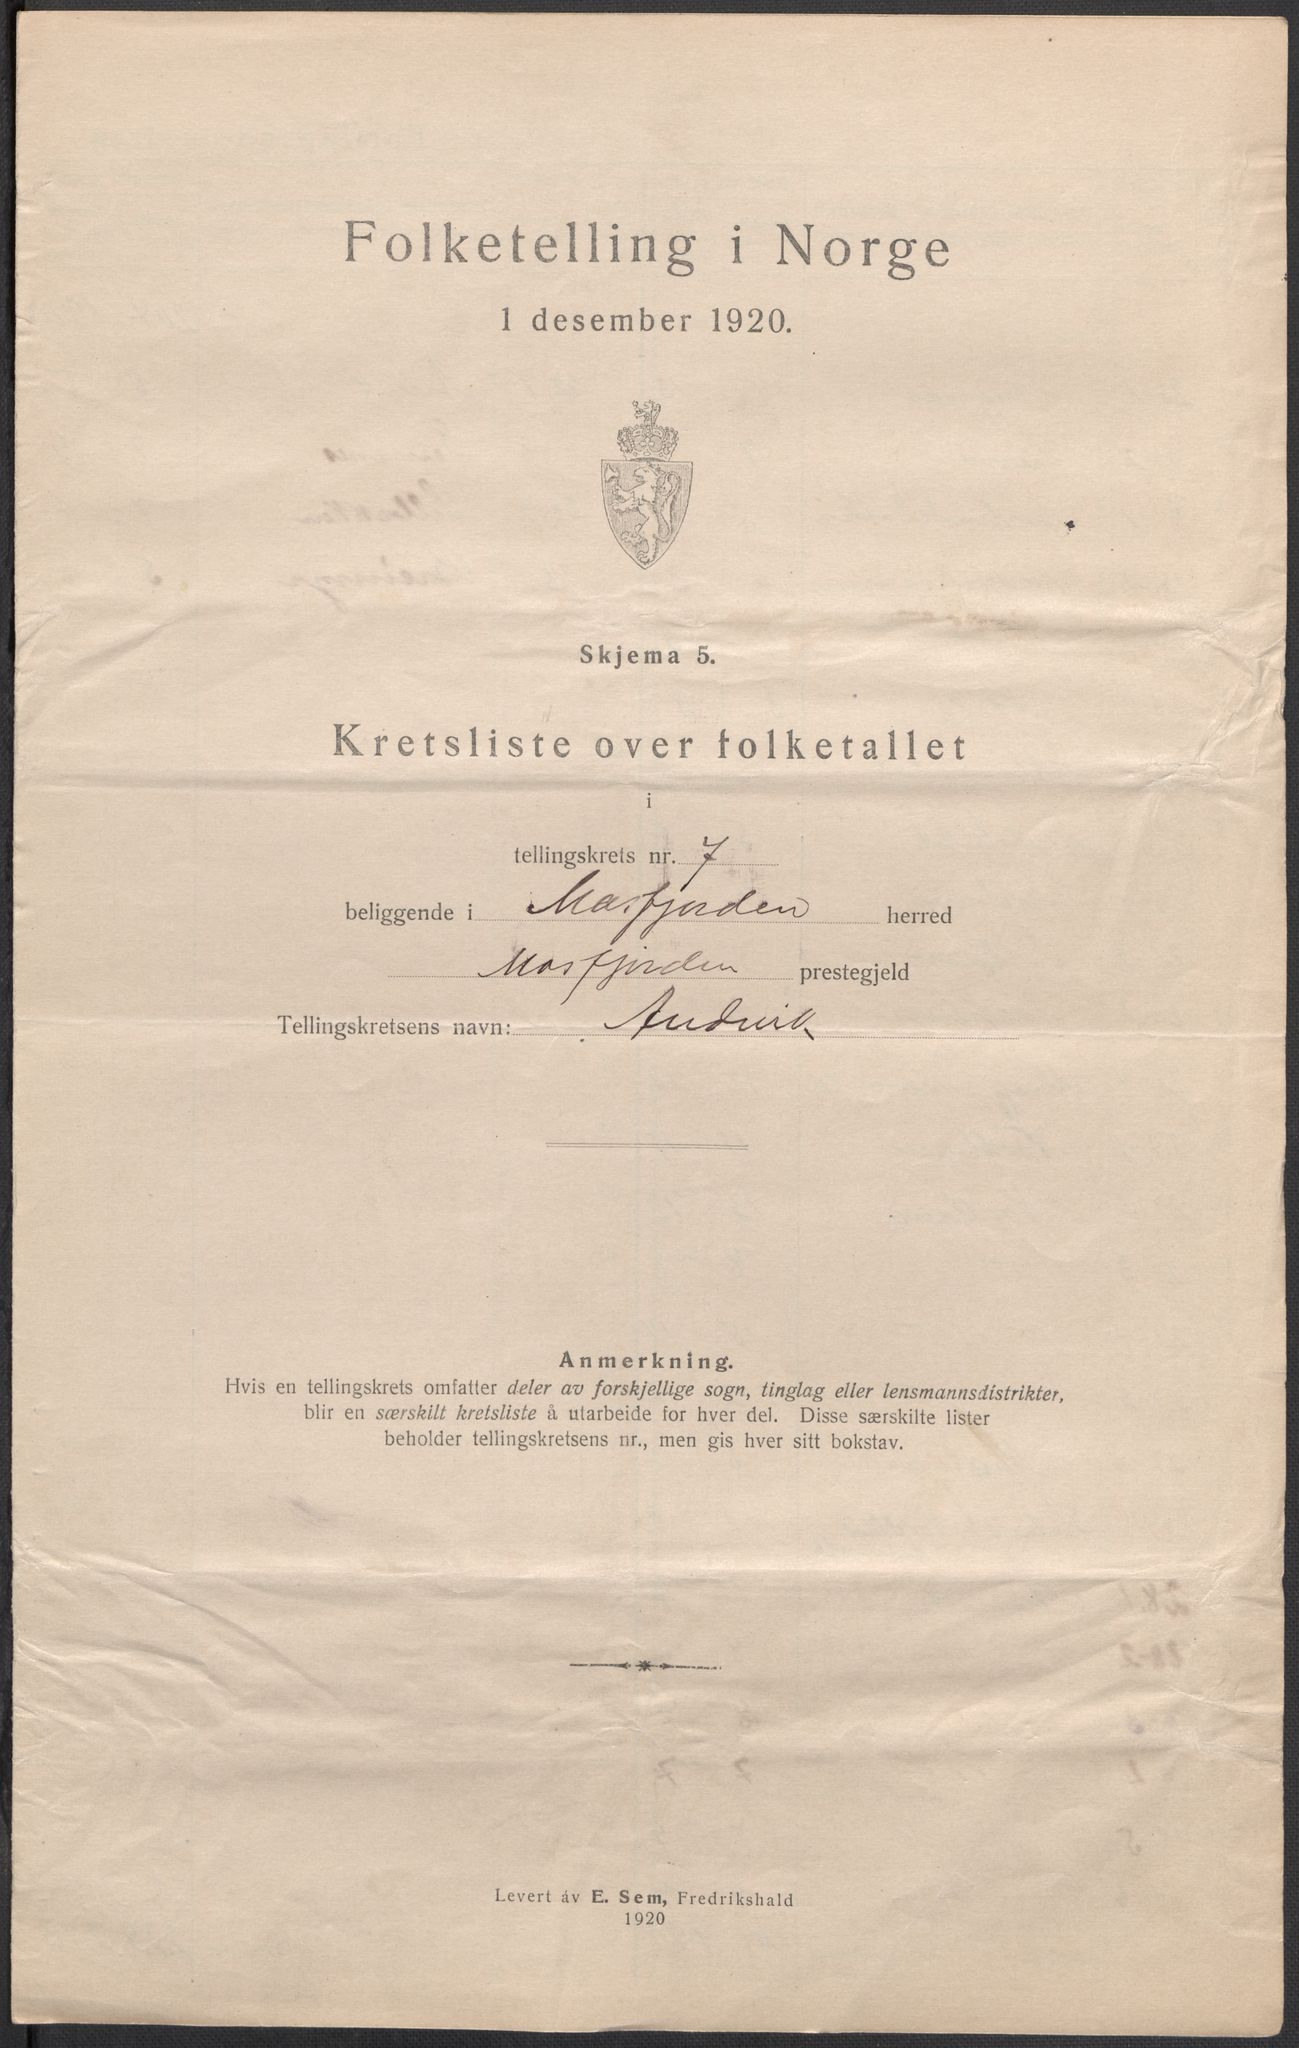 Folketelling i Norge
1 desember 1920.
Skjema 5.
Kretsliste over folketallet
i
tellingskrets nr. 7
beliggende i Masfjorden herred
Masfjorden prestegjeld
Tellingskretsens navn: Andvik
Anmerkning.
Hvis en tellingskrets omfatter deler av forskjellige sogn, tinglag eller lensmannsdistrikter,
blir en særskilt kretsliste å utarbeide for hver del. Disse særskilte lister
beholder tellingskretsens nr., men gis hver sitt bokstav.
Levert áv E. Sem, Fredrikshald
1920